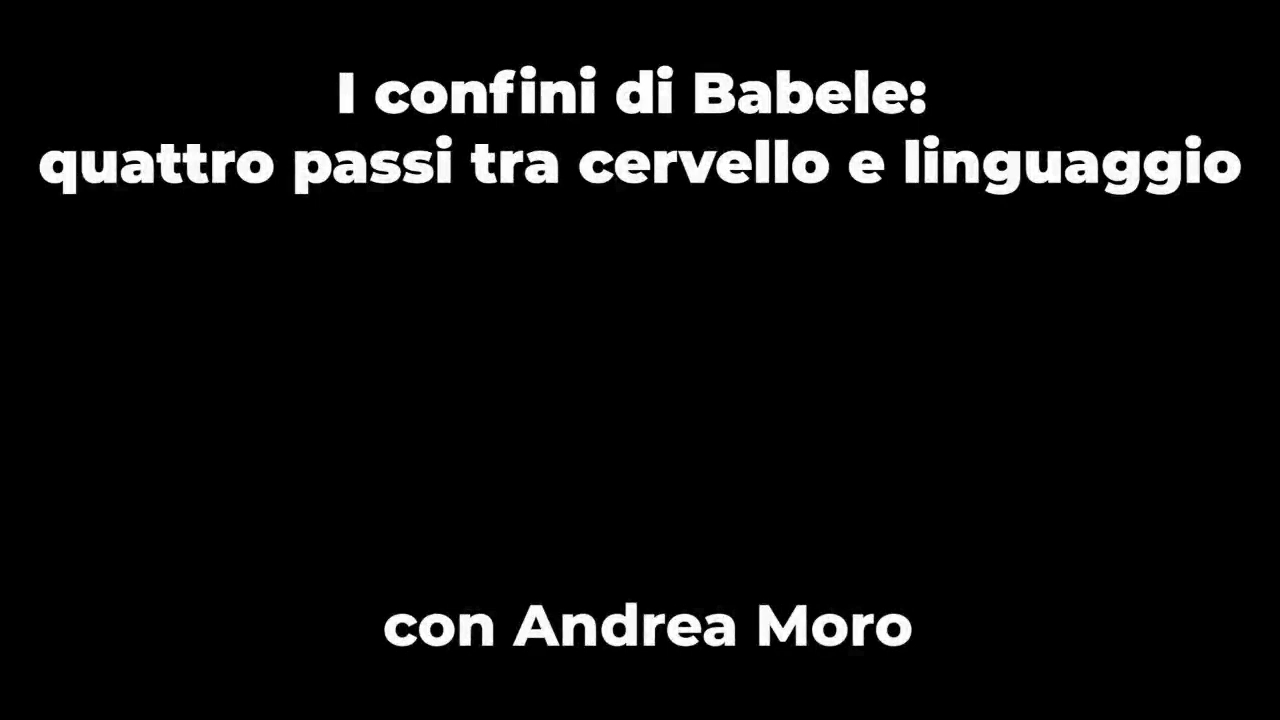 I confini di Babele:
quattro passi tra cervello e linguaggio
con Andrea Moro